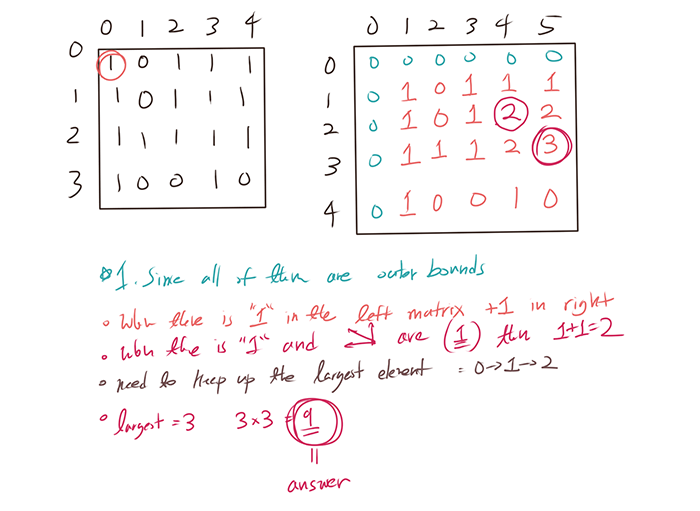 0 1 2 3 4
0 1 0 1 1 1
1 1 0 1 1 1
2 1 1 1 1 1
3 1 0 0 1 0
0 1 2 3 4 5
0 0 0 0 0 0 0
1 0 1 0 1 1 1
2 0 1 0 1 2 2
3 0 1 1 1 2 3
4 0 1 0 0 1 0
1. Since all of them are outer bounds
When there is "1" in the left matrix +1 in right
When the is "1" and are (1) then 1+1=2
need to keep up the largest element = 0→1→2
largest = 3 3×3 = 9
=
answer